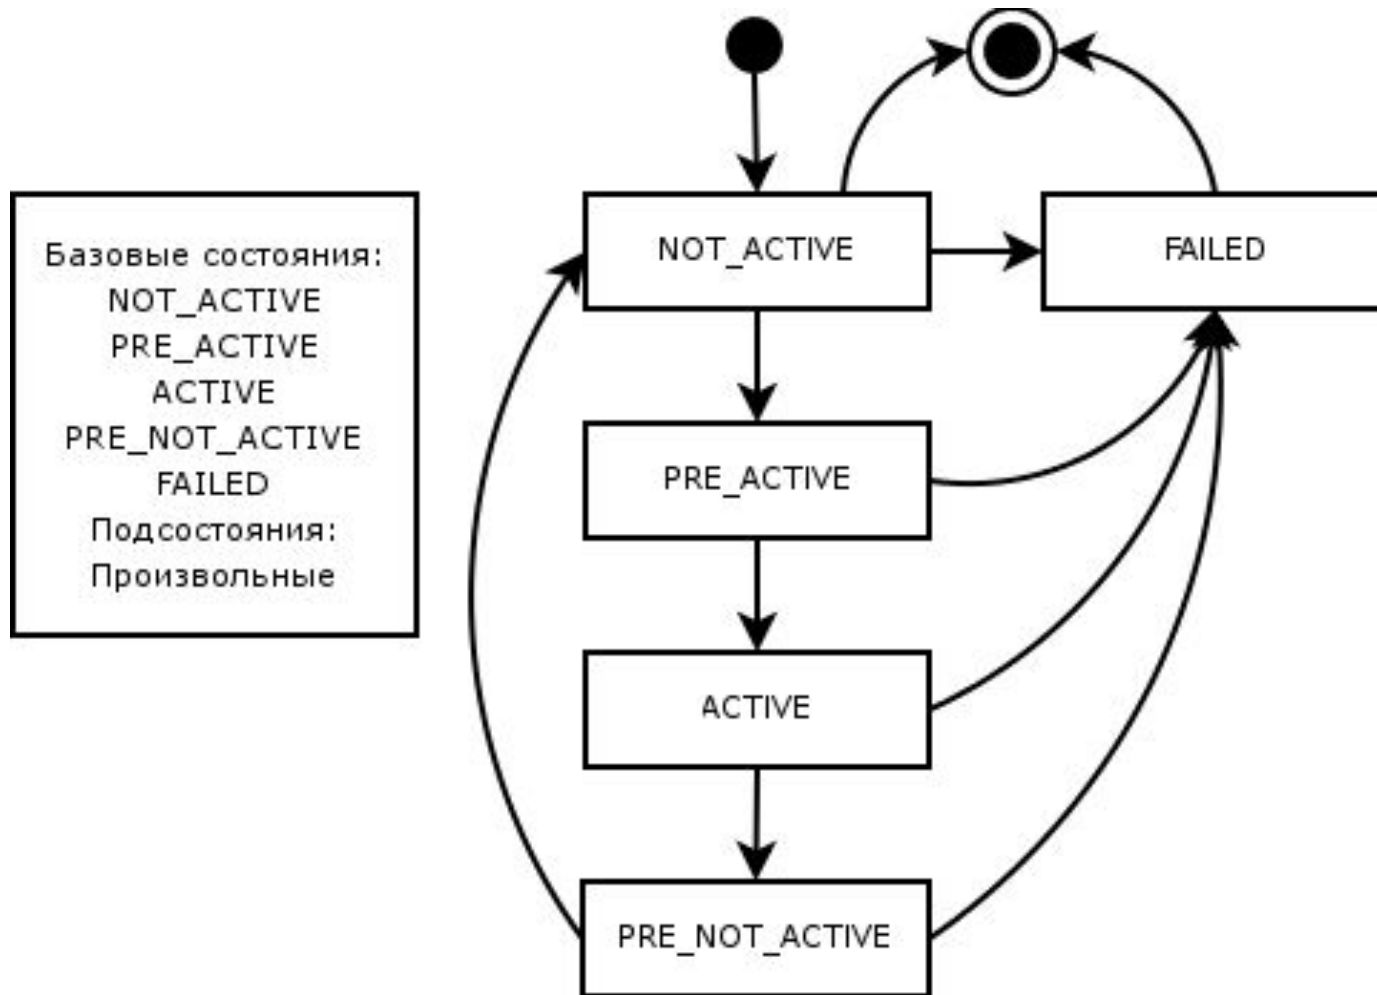 Базовые состояния:
NOT_ACTIVE
PRE_ACTIVE
ACTIVE
PRE_NOT_ACTIVE
FAILED
Подсостояния:
Произвольные
NOT_ACTIVE
FAILED
PRE_ACTIVE
ACTIVE
PRE_NOT_ACTIVE